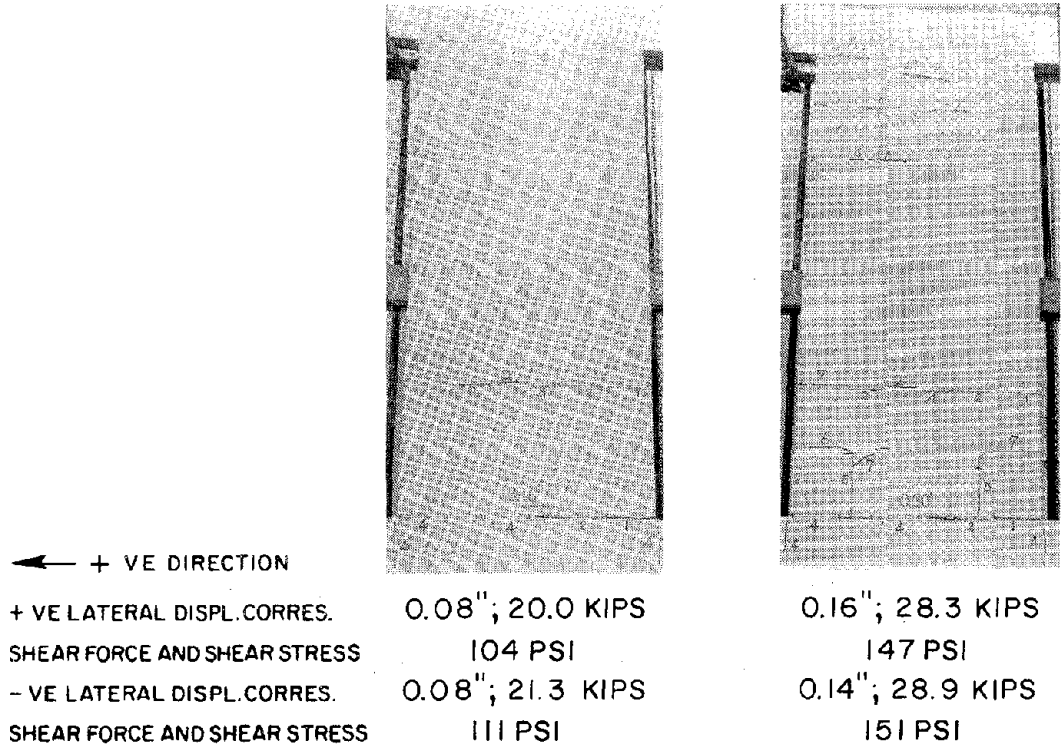 ← + VE DIRECTION
+ VE LATERAL DISPL.CORRES. 0.08"; 20.0 KIPS 0.16"; 28.3 KIPS
SHEAR FORCE AND SHEAR STRESS 104 PSI 147 PSI
- VE LATERAL DISPL.CORRES. 0.08"; 21.3 KIPS 0.14"; 28.9 KIPS
SHEAR FORCE AND SHEAR STRESS 111 PSI 151 PSI